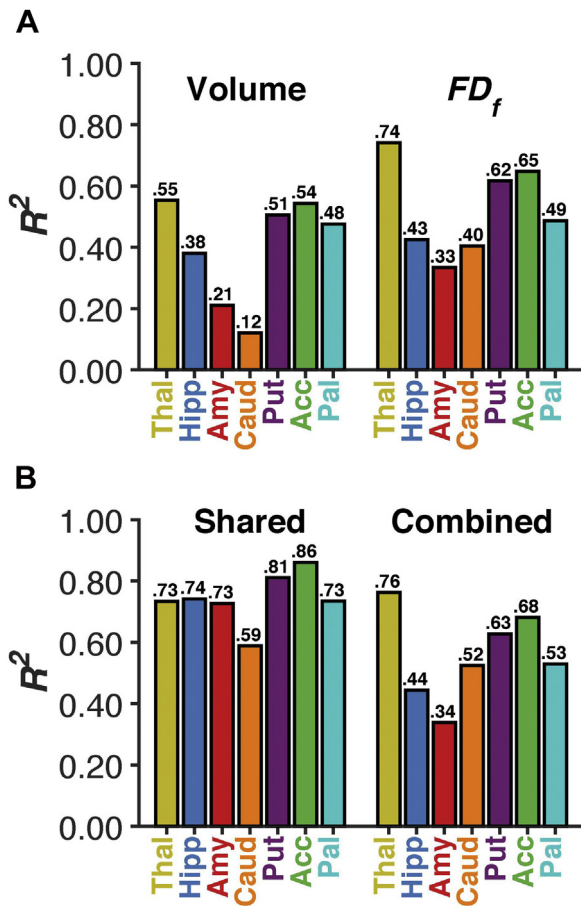 A
Volume
FDf
R2
1.00
0.80
0.60
0.40
0.20
0.00
.55
.38
.21
.12
.51
.54
.48
.74
.43
.33
.40
.62
.65
.49
Thal
Hipp
Amy
Caud
Put
Acc
Pal
Thal
Hipp
Amy
Caud
Put
Acc
Pal
B
Shared
Combined
R2
1.00
0.80
0.60
0.40
0.20
0.00
.73
.74
.73
.59
.81
.86
.73
.76
.44
.34
.52
.63
.68
.53
Thal
Hipp
Amy
Caud
Put
Acc
Pal
Thal
Hipp
Amy
Caud
Put
Acc
Pal